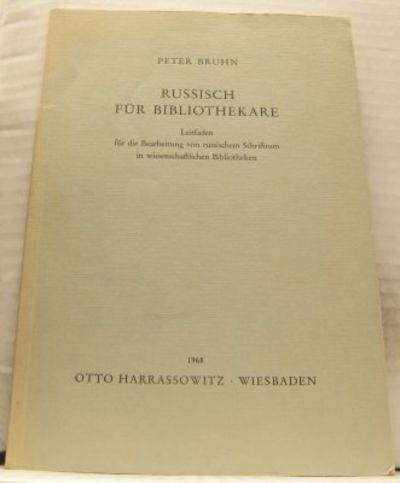 PETER BRUHN
RUSSISCH
FÜR BIBLIOTHEKARE
Leitfaden
für die Bearbeitung von russischem Schrifttum
in wissenschaftlichen Bibliotheken
1968
OTTO HARRASSOWITZ · WIESBADEN